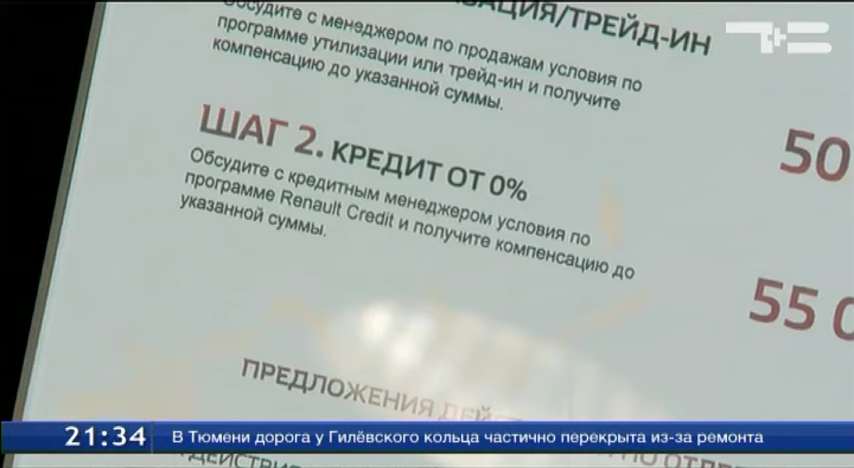 ЗАЦИЯ/ТРЕЙД-ИН
Обсудите с менеджером по продажам условия по
программе утилизации или трейд-ин и получите
компенсацию до указанной суммы.
50
ШАГ 2. КРЕДИТ ОТ 0%
Обсудите с кредитным менеджером условия по
программе Renault Credit и получите компенсацию до
указанной суммы.
55 0
ПРЕДЛОЖЕНИЯ
21:34 В Тюмени дорога у Гилёвского кольца частично перекрыта из-за ремонта